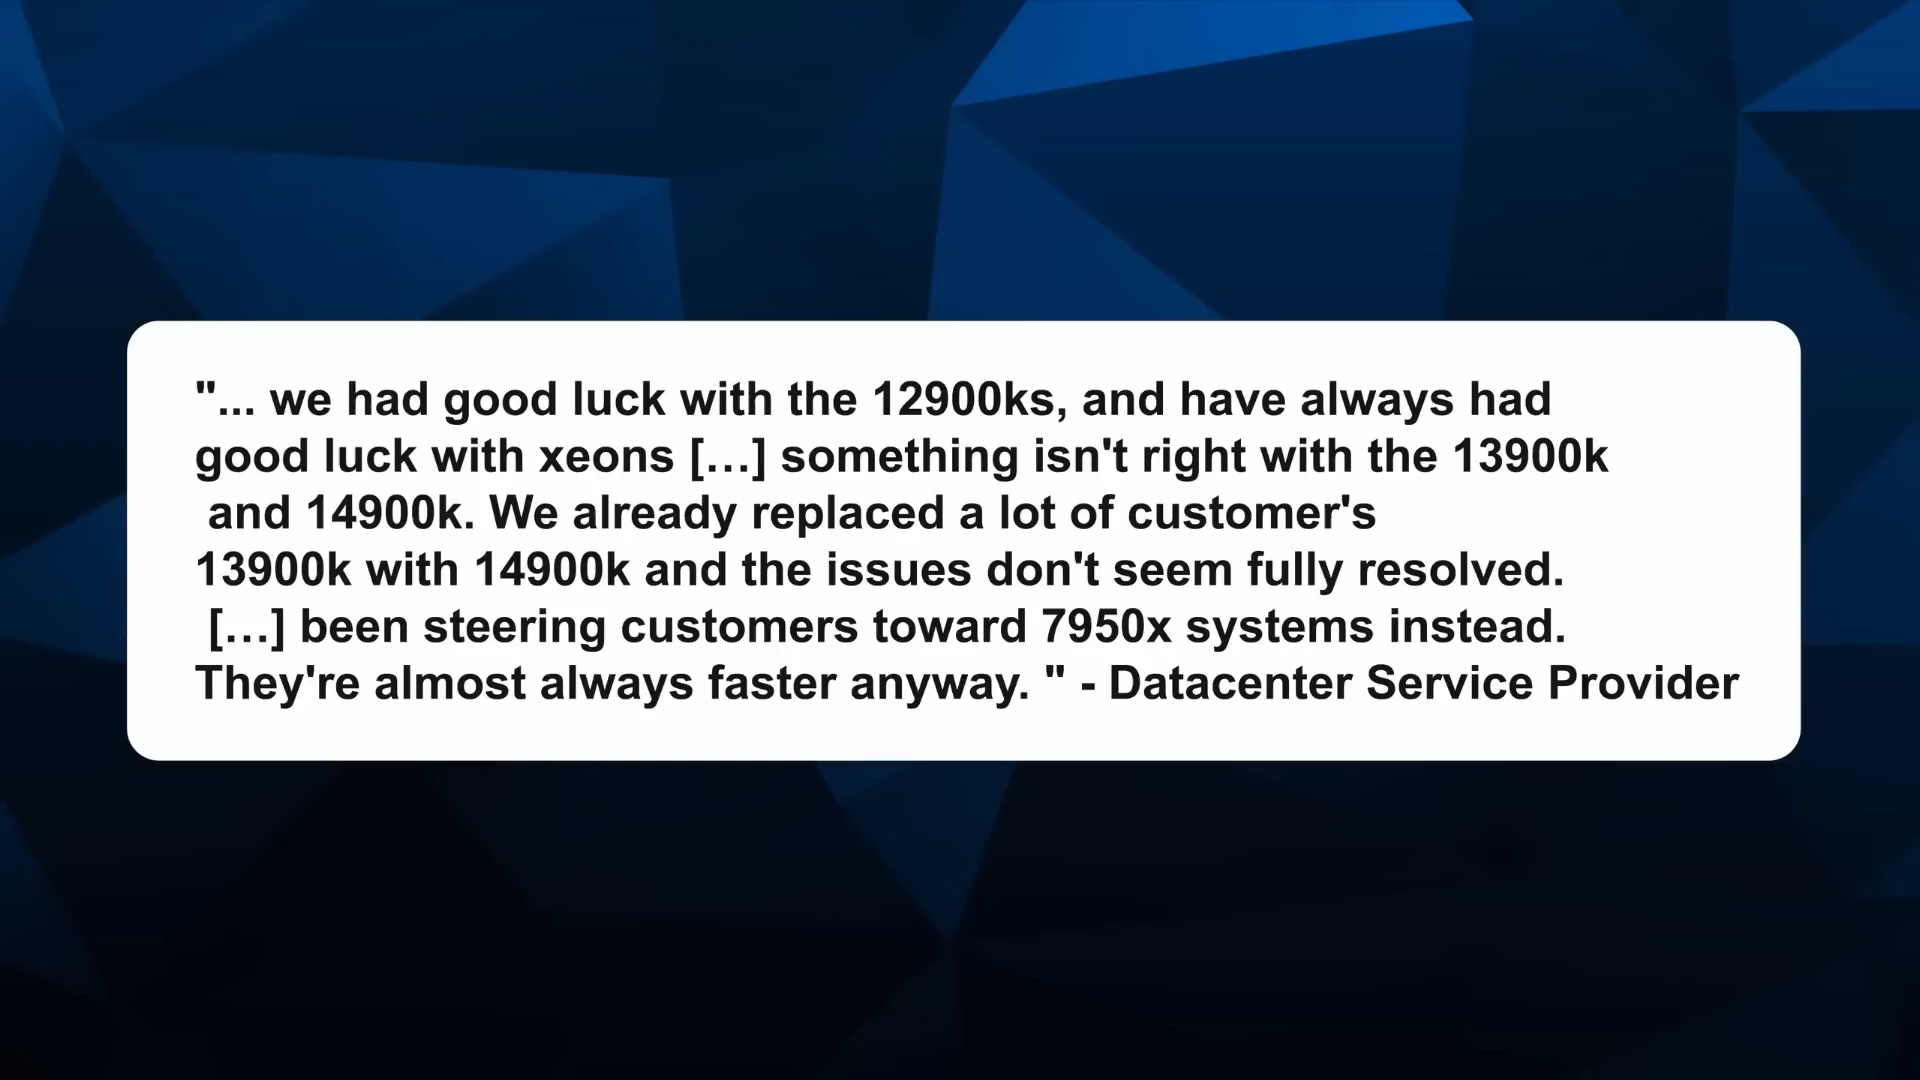 "... we had good luck with the 12900ks, and have always had
good luck with xeons […] something isn't right with the 13900k
and 14900k. We already replaced a lot of customer's
13900k with 14900k and the issues don't seem fully resolved.
[…] been steering customers toward 7950x systems instead.
They're almost always faster anyway. " - Datacenter Service Provider